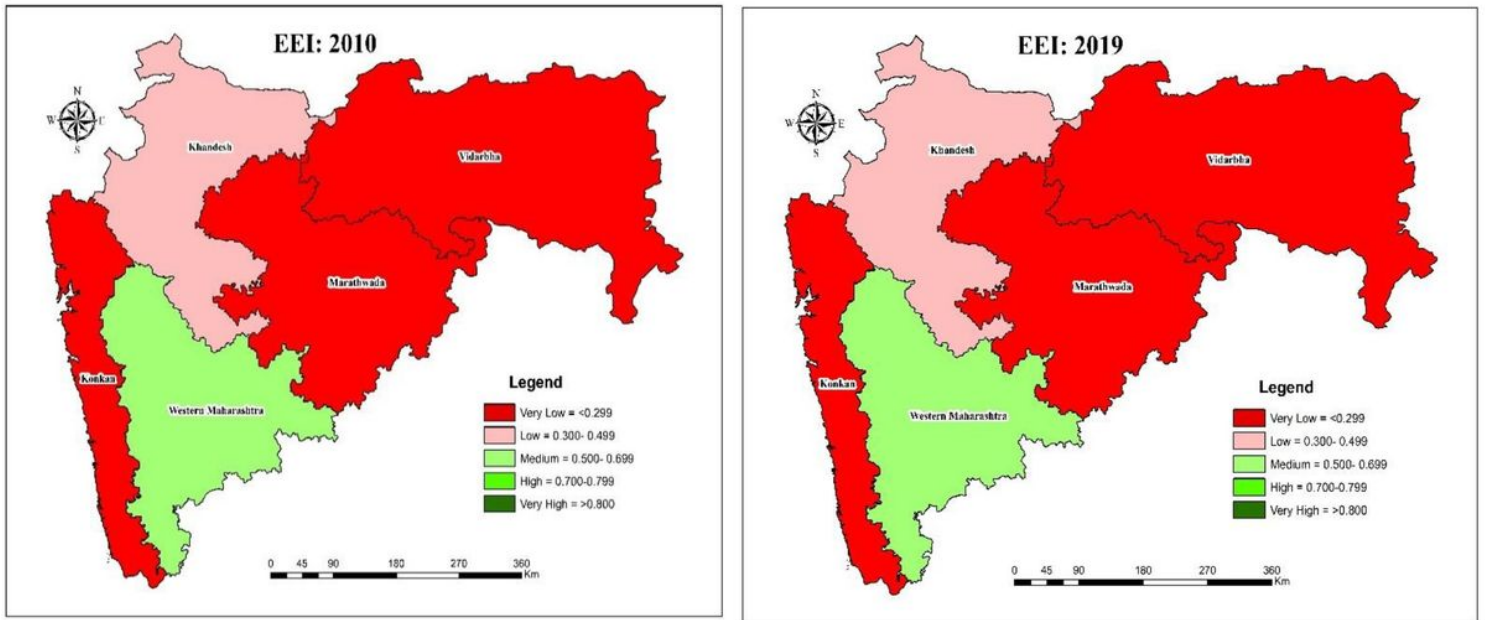 EEI: 2010
N
W E
S
Khandesh
Vidarbha
Marathwada
Konkan
Western Maharashtra
Legend
Very Low = <0.299
Low = 0.300- 0.499
Medium = 0.500- 0.699
High = 0.700-0.799
Very High = >0.800
0 45 90 180 270 360
Km
EEI: 2019
N
W E
S
Khandesh
Vidarbha
Marathwada
Konkan
Western Maharashtra
Legend
Very Low = <0.299
Low = 0.300- 0.499
Medium = 0.500- 0.699
High = 0.700-0.799
Very High = >0.800
0 45 90 180 270 360
Km